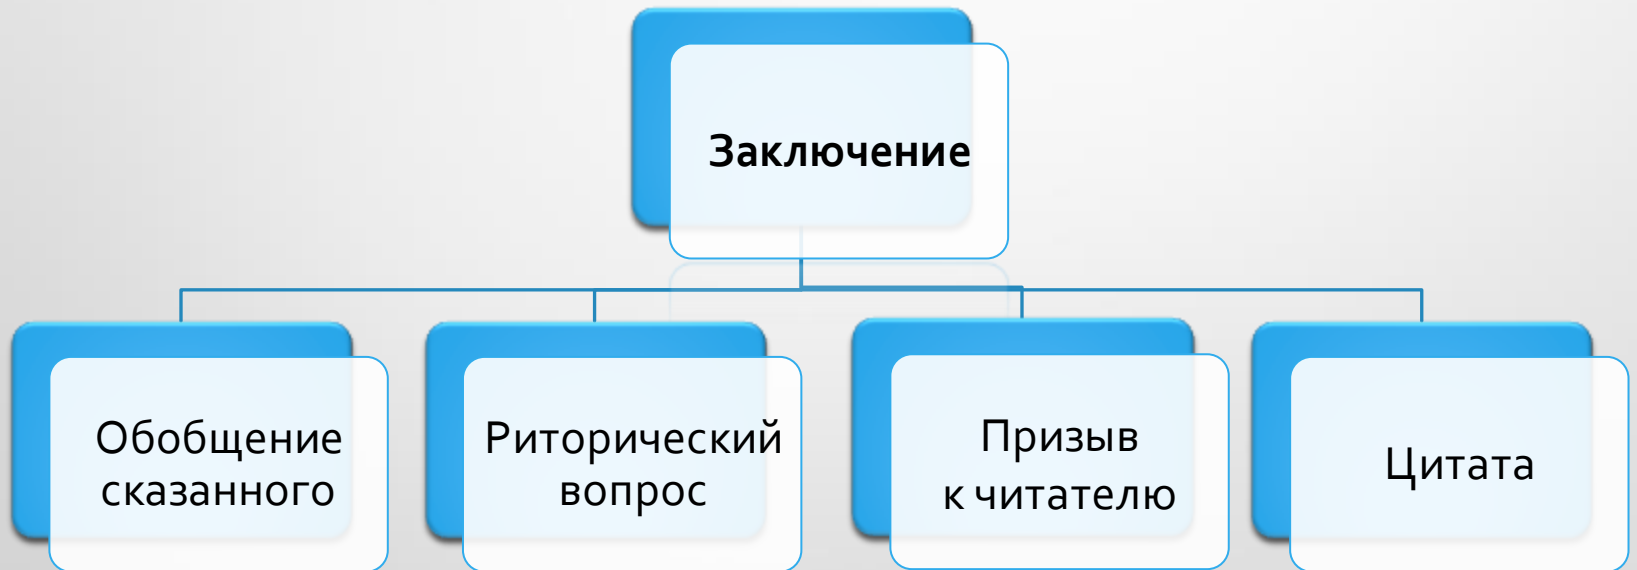 Заключение
Обобщение
сказанного
Риторический
вопрос
Призыв
к читателю
Цитата